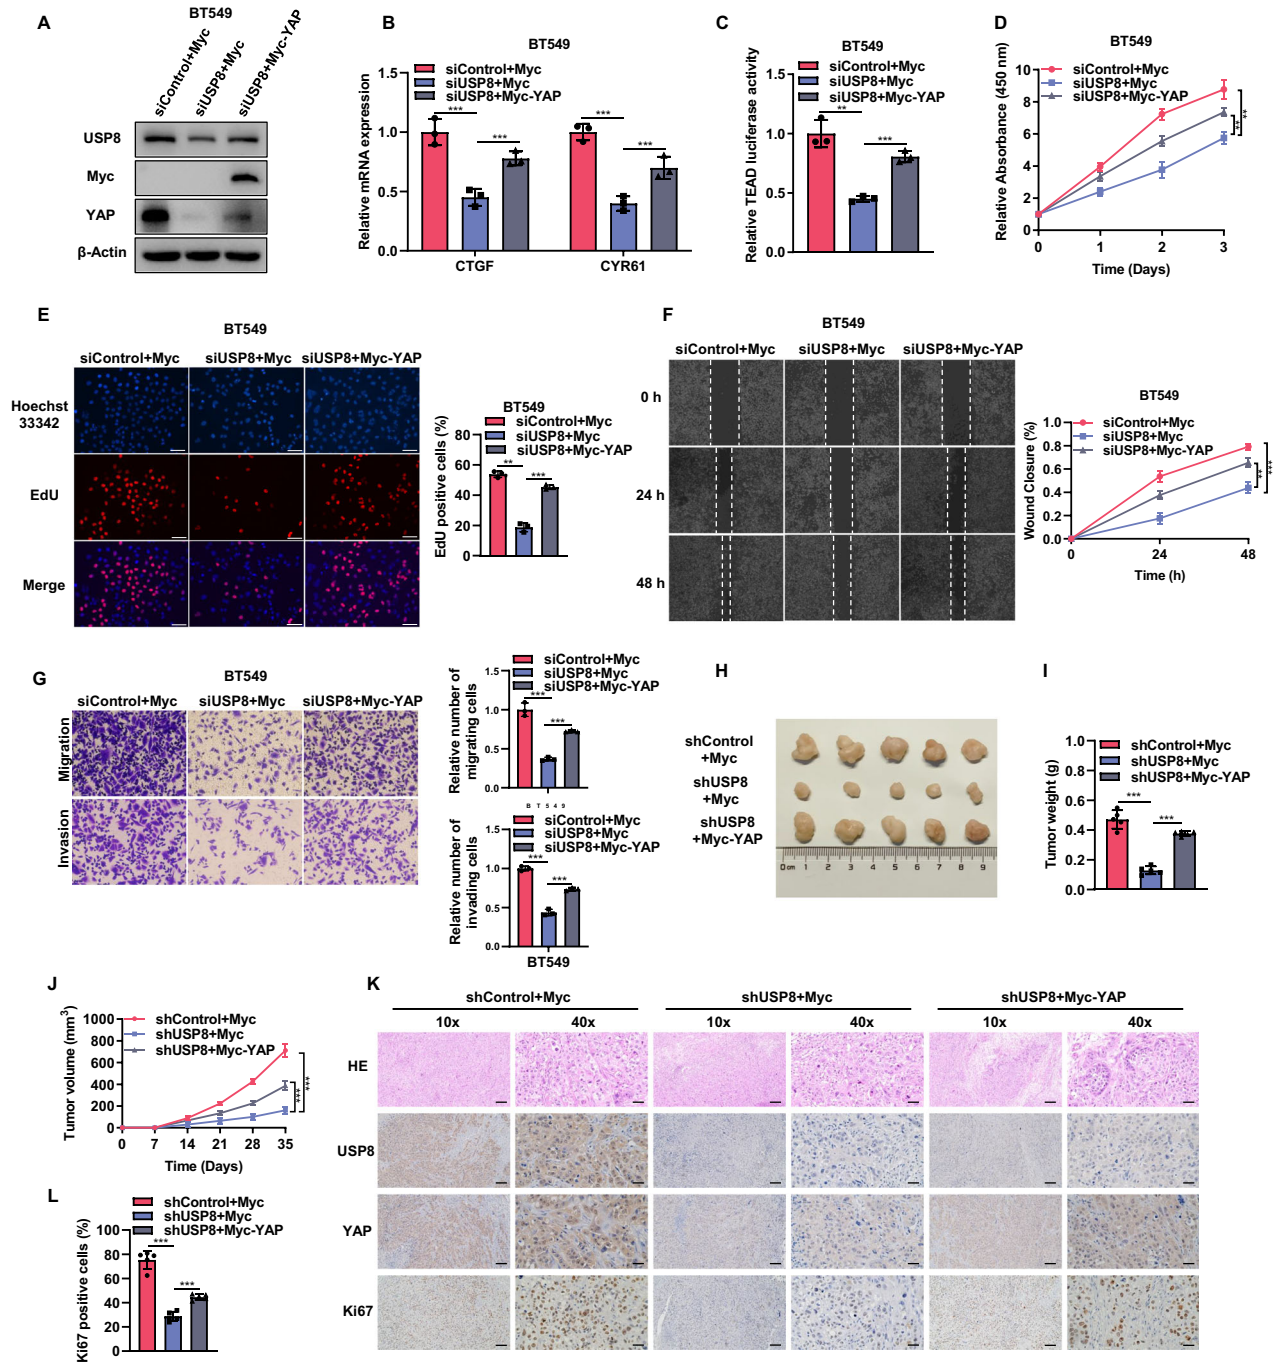 A
BT549
siControl+Myc
siUSP8+Myc
siUSP8+Myc-YAP
USP8
Myc
YAP
β-Actin
B
BT549
siControl+Myc
siUSP8+Myc
siUSP8+Myc-YAP
Relative mRNA expression
1.5
1.0
0.5
0.0
***
***
***
***
CTGF
CYR61
C
BT549
siControl+Myc
siUSP8+Myc
siUSP8+Myc-YAP
Relative TEAD luciferase activity
1.5
1.0
0.5
0.0
**
***
D
BT549
siControl+Myc
siUSP8+Myc
siUSP8+Myc-YAP
Relative Absorbance (450 nm)
10
8
6
4
2
0
0
1
2
3
Time (Days)
**
**
E
BT549
siControl+Myc
siUSP8+Myc
siUSP8+Myc-YAP
Hoechst
33342
EdU
Merge
BT549
siControl+Myc
siUSP8+Myc
siUSP8+Myc-YAP
EdU positive cells (%)
80
60
40
20
0
**
***
F
BT549
siControl+Myc
siUSP8+Myc
siUSP8+Myc-YAP
0 h
24 h
48 h
BT549
siControl+Myc
siUSP8+Myc
siUSP8+Myc-YAP
Wound Closure (%)
1.0
0.8
0.6
0.4
0.2
0.0
0
24
48
Time (h)
**
***
G
BT549
siControl+Myc
siUSP8+Myc
siUSP8+Myc-YAP
Migration
Invasion
siControl+Myc
siUSP8+Myc
siUSP8+Myc-YAP
Relative number of
migrating cells
1.5
1.0
0.5
0.0
***
***
B T 5 4 9
siControl+Myc
siUSP8+Myc
siUSP8+Myc-YAP
Relative number of
invading cells
1.5
1.0
0.5
0.0
***
***
BT549
H
shControl
+Myc
shUSP8
+Myc
shUSP8
+Myc-YAP
0 cm 1 2 3 4 5 6 7 8 9
I
shControl+Myc
shUSP8+Myc
shUSP8+Myc-YAP
Tumor weight (g)
1.0
0.8
0.6
0.4
0.2
0.0
***
***
J
shControl+Myc
shUSP8+Myc
shUSP8+Myc-YAP
Tumor volume (mm3)
1000
800
600
400
200
0
0
7
14
21
28
35
Time (Days)
***
***
K
shControl+Myc
shUSP8+Myc
shUSP8+Myc-YAP
10x
40x
10x
40x
10x
40x
HE
USP8
YAP
Ki67
L
shControl+Myc
shUSP8+Myc
shUSP8+Myc-YAP
Ki67 positive cells (%)
100
80
60
40
20
0
***
***